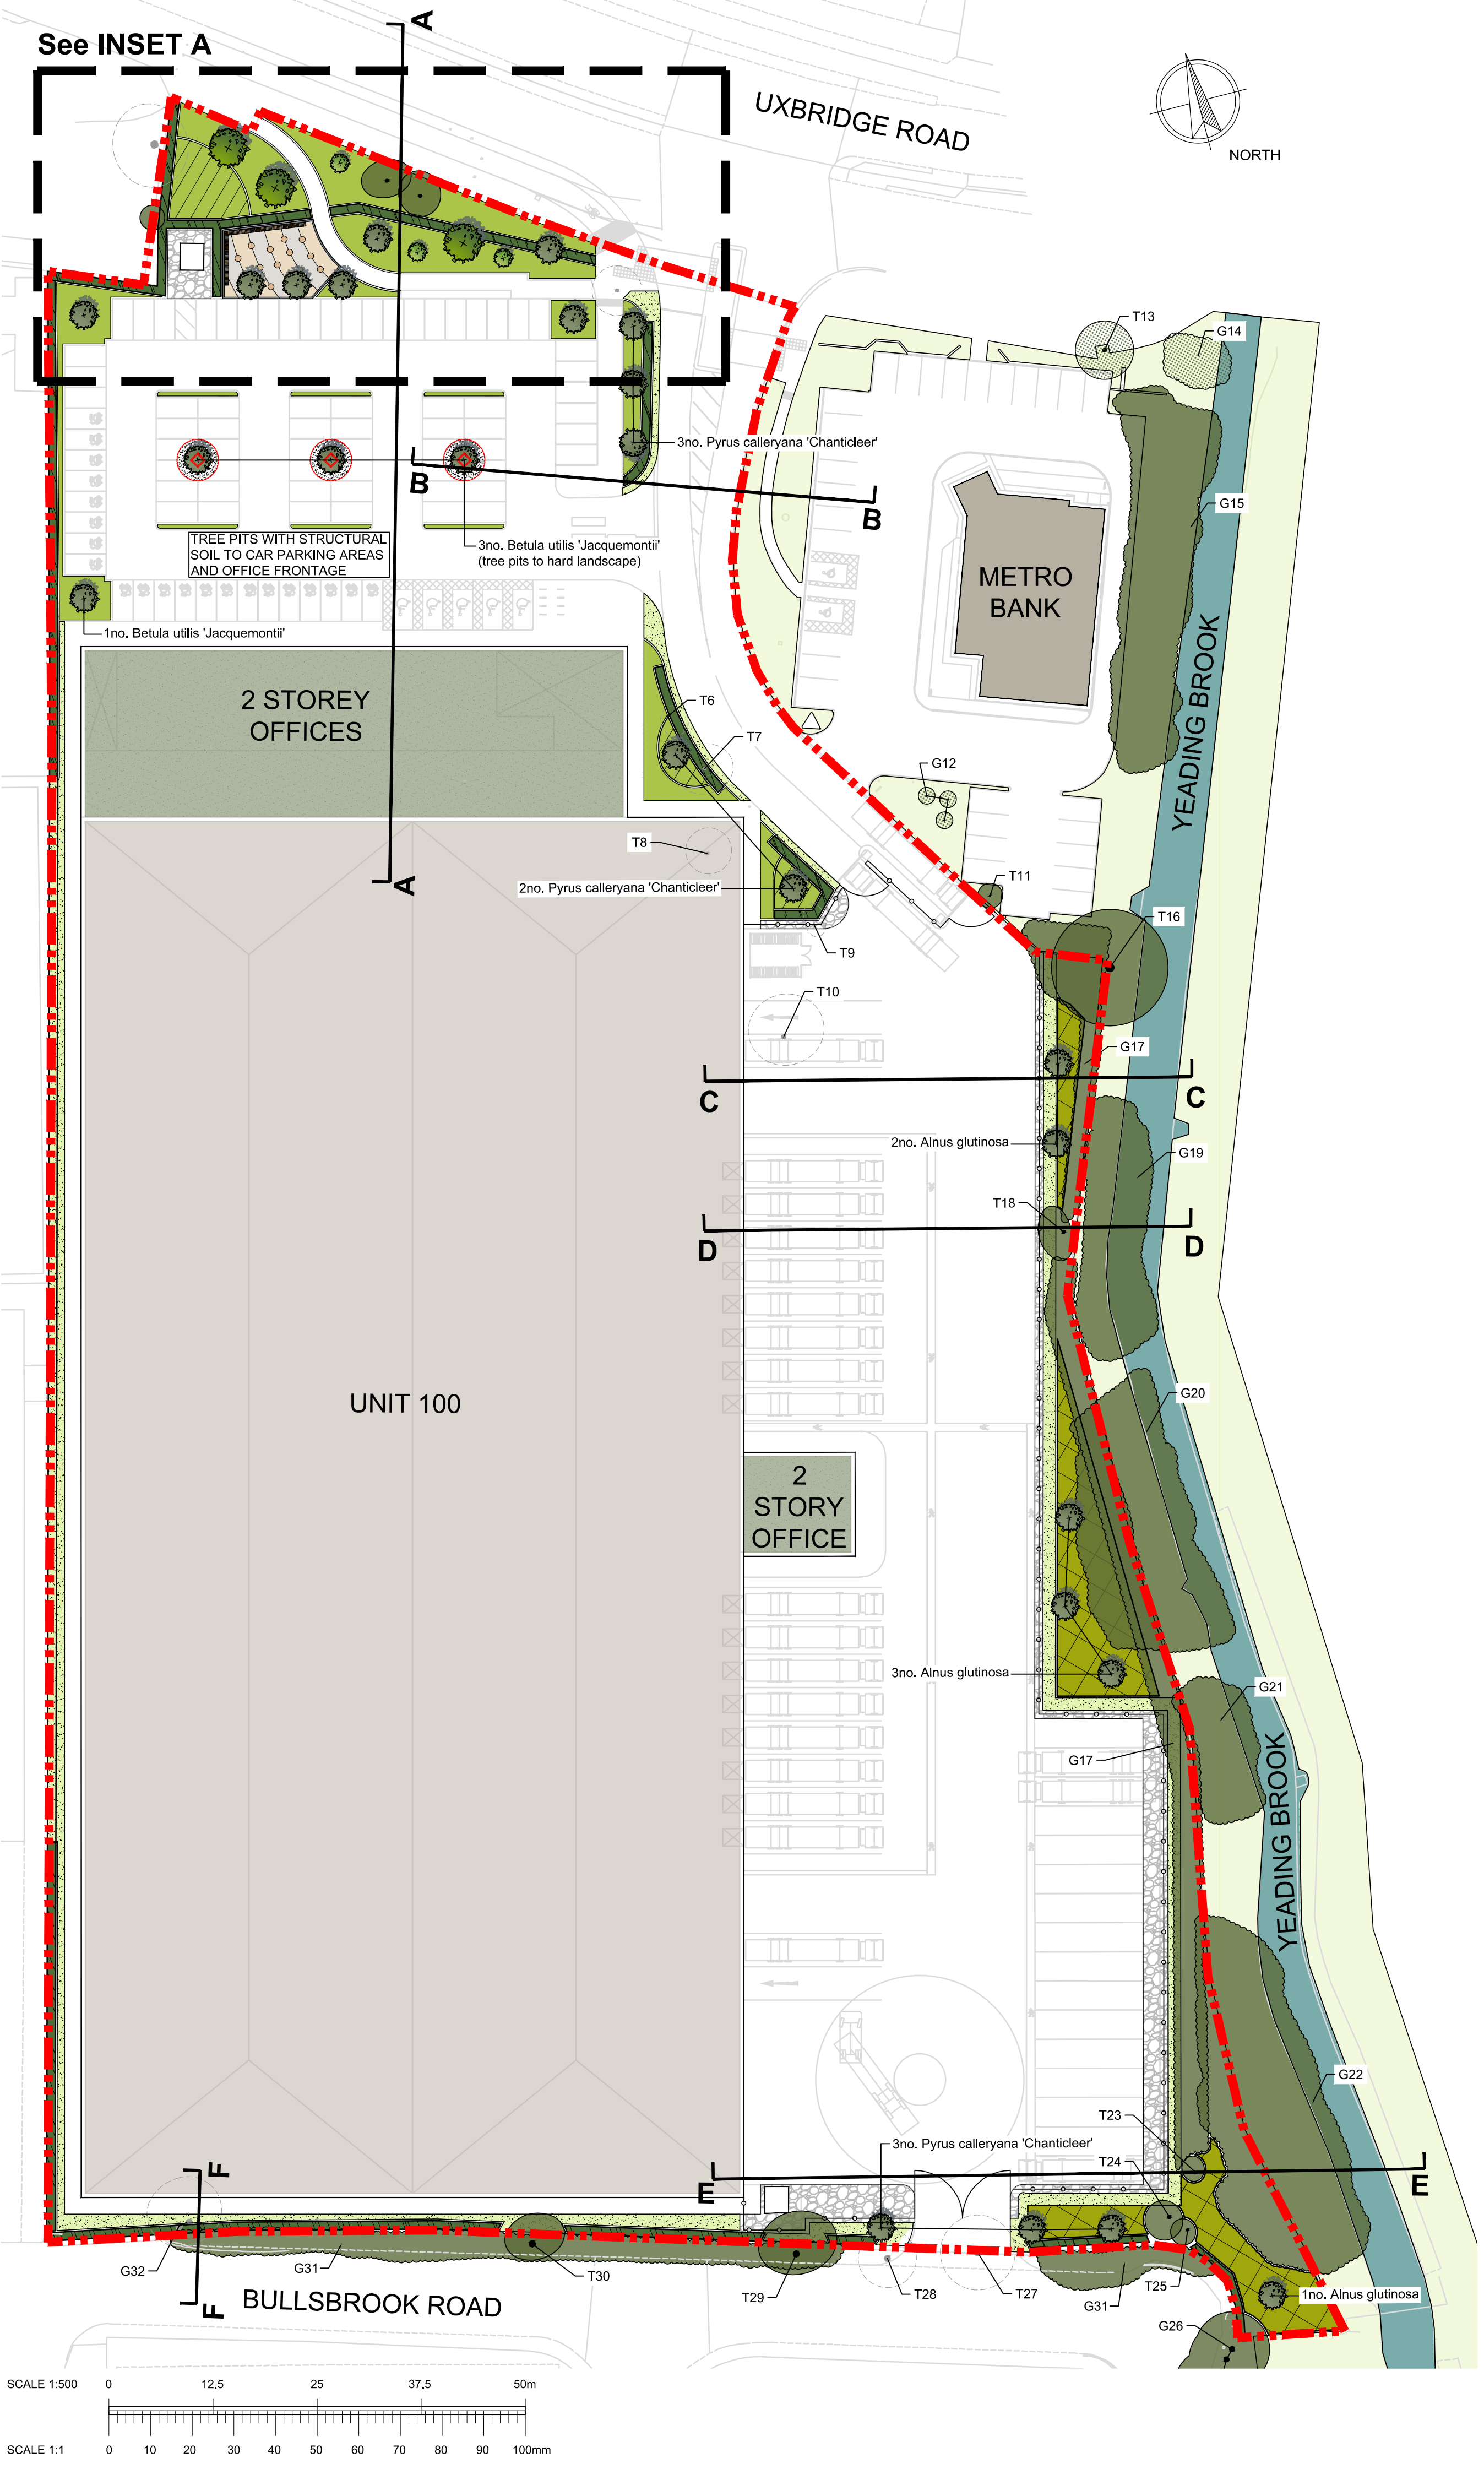 See INSET A
A
UXBRIDGE ROAD
NORTH
T13
G14
3no. Pyrus calleryana 'Chanticleer'
B
B
G15
TREE PITS WITH STRUCTURAL
SOIL TO CAR PARKING AREAS
AND OFFICE FRONTAGE
3no. Betula utilis 'Jacquemontii'
(tree pits to hard landscape)
METRO
BANK
1no. Betula utilis 'Jacquemontii'
YEADING BROOK
2 STOREY
OFFICES
T6
T7
G12
T8
A
2no. Pyrus calleryana 'Chanticleer'
T11
T16
T9
T10
G17
C
C
2no. Alnus glutinosa
G19
T18
D
D
G20
UNIT 100
2
STORY
OFFICE
3no. Alnus glutinosa
G21
G17
YEADING BROOK
G22
T23
3no. Pyrus calleryana 'Chanticleer'
T24
F
E
E
G32
G31
T30
T29
T28
T27
T25
G31
1no. Alnus glutinosa
F
BULLSBROOK ROAD
G26
SCALE 1:500 0 12.5 25 37.5 50m
SCALE 1:1 0 10 20 30 40 50 60 70 80 90 100mm